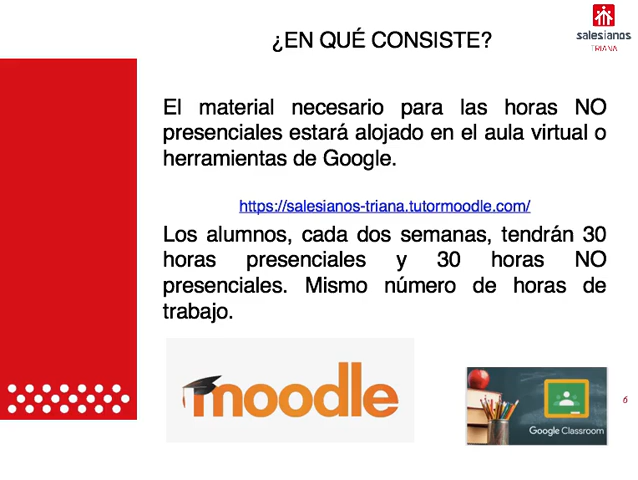 ¿EN QUÉ CONSISTE?
salesianos
TRIANA
El material necesario para las horas NO
presenciales estará alojado en el aula virtual o
herramientas de Google.
https://salesianos-triana.tutormoodle.com/
Los alumnos, cada dos semanas, tendrán 30
horas presenciales y 30 horas NO
presenciales. Mismo número de horas de
trabajo.
moodle
Google Classroom
6